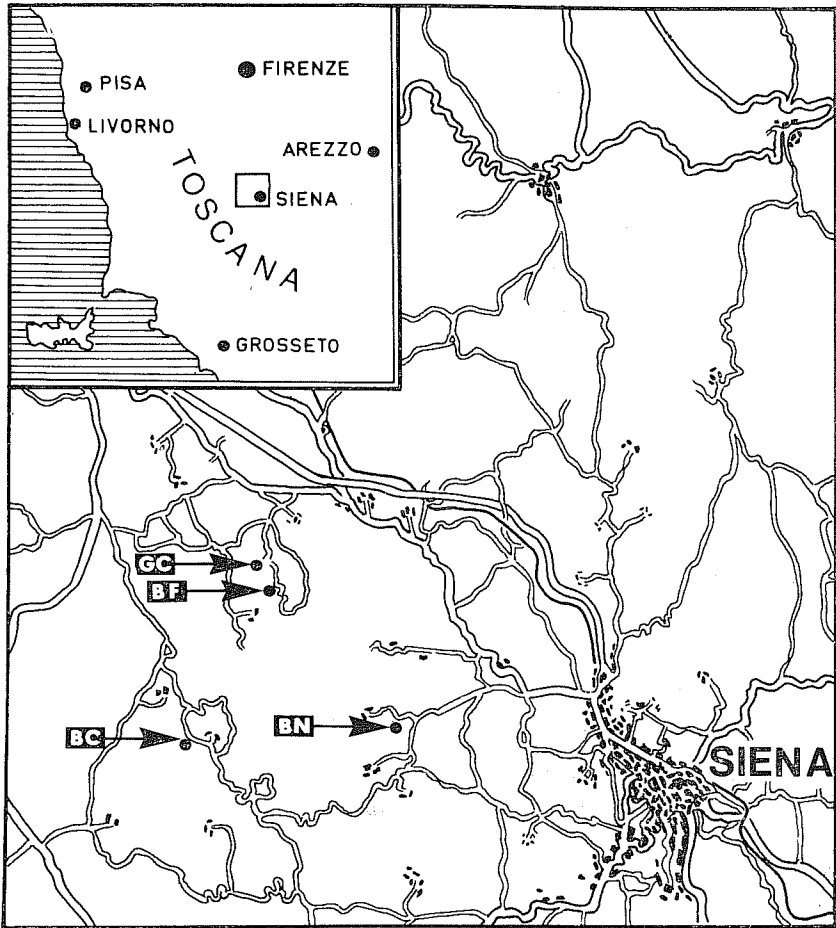 FIRENZE
PISA
LIVORNO
AREZZO
TOSCANA
SIENA
GROSSETO
GC
BF
BN
BC
SIENA